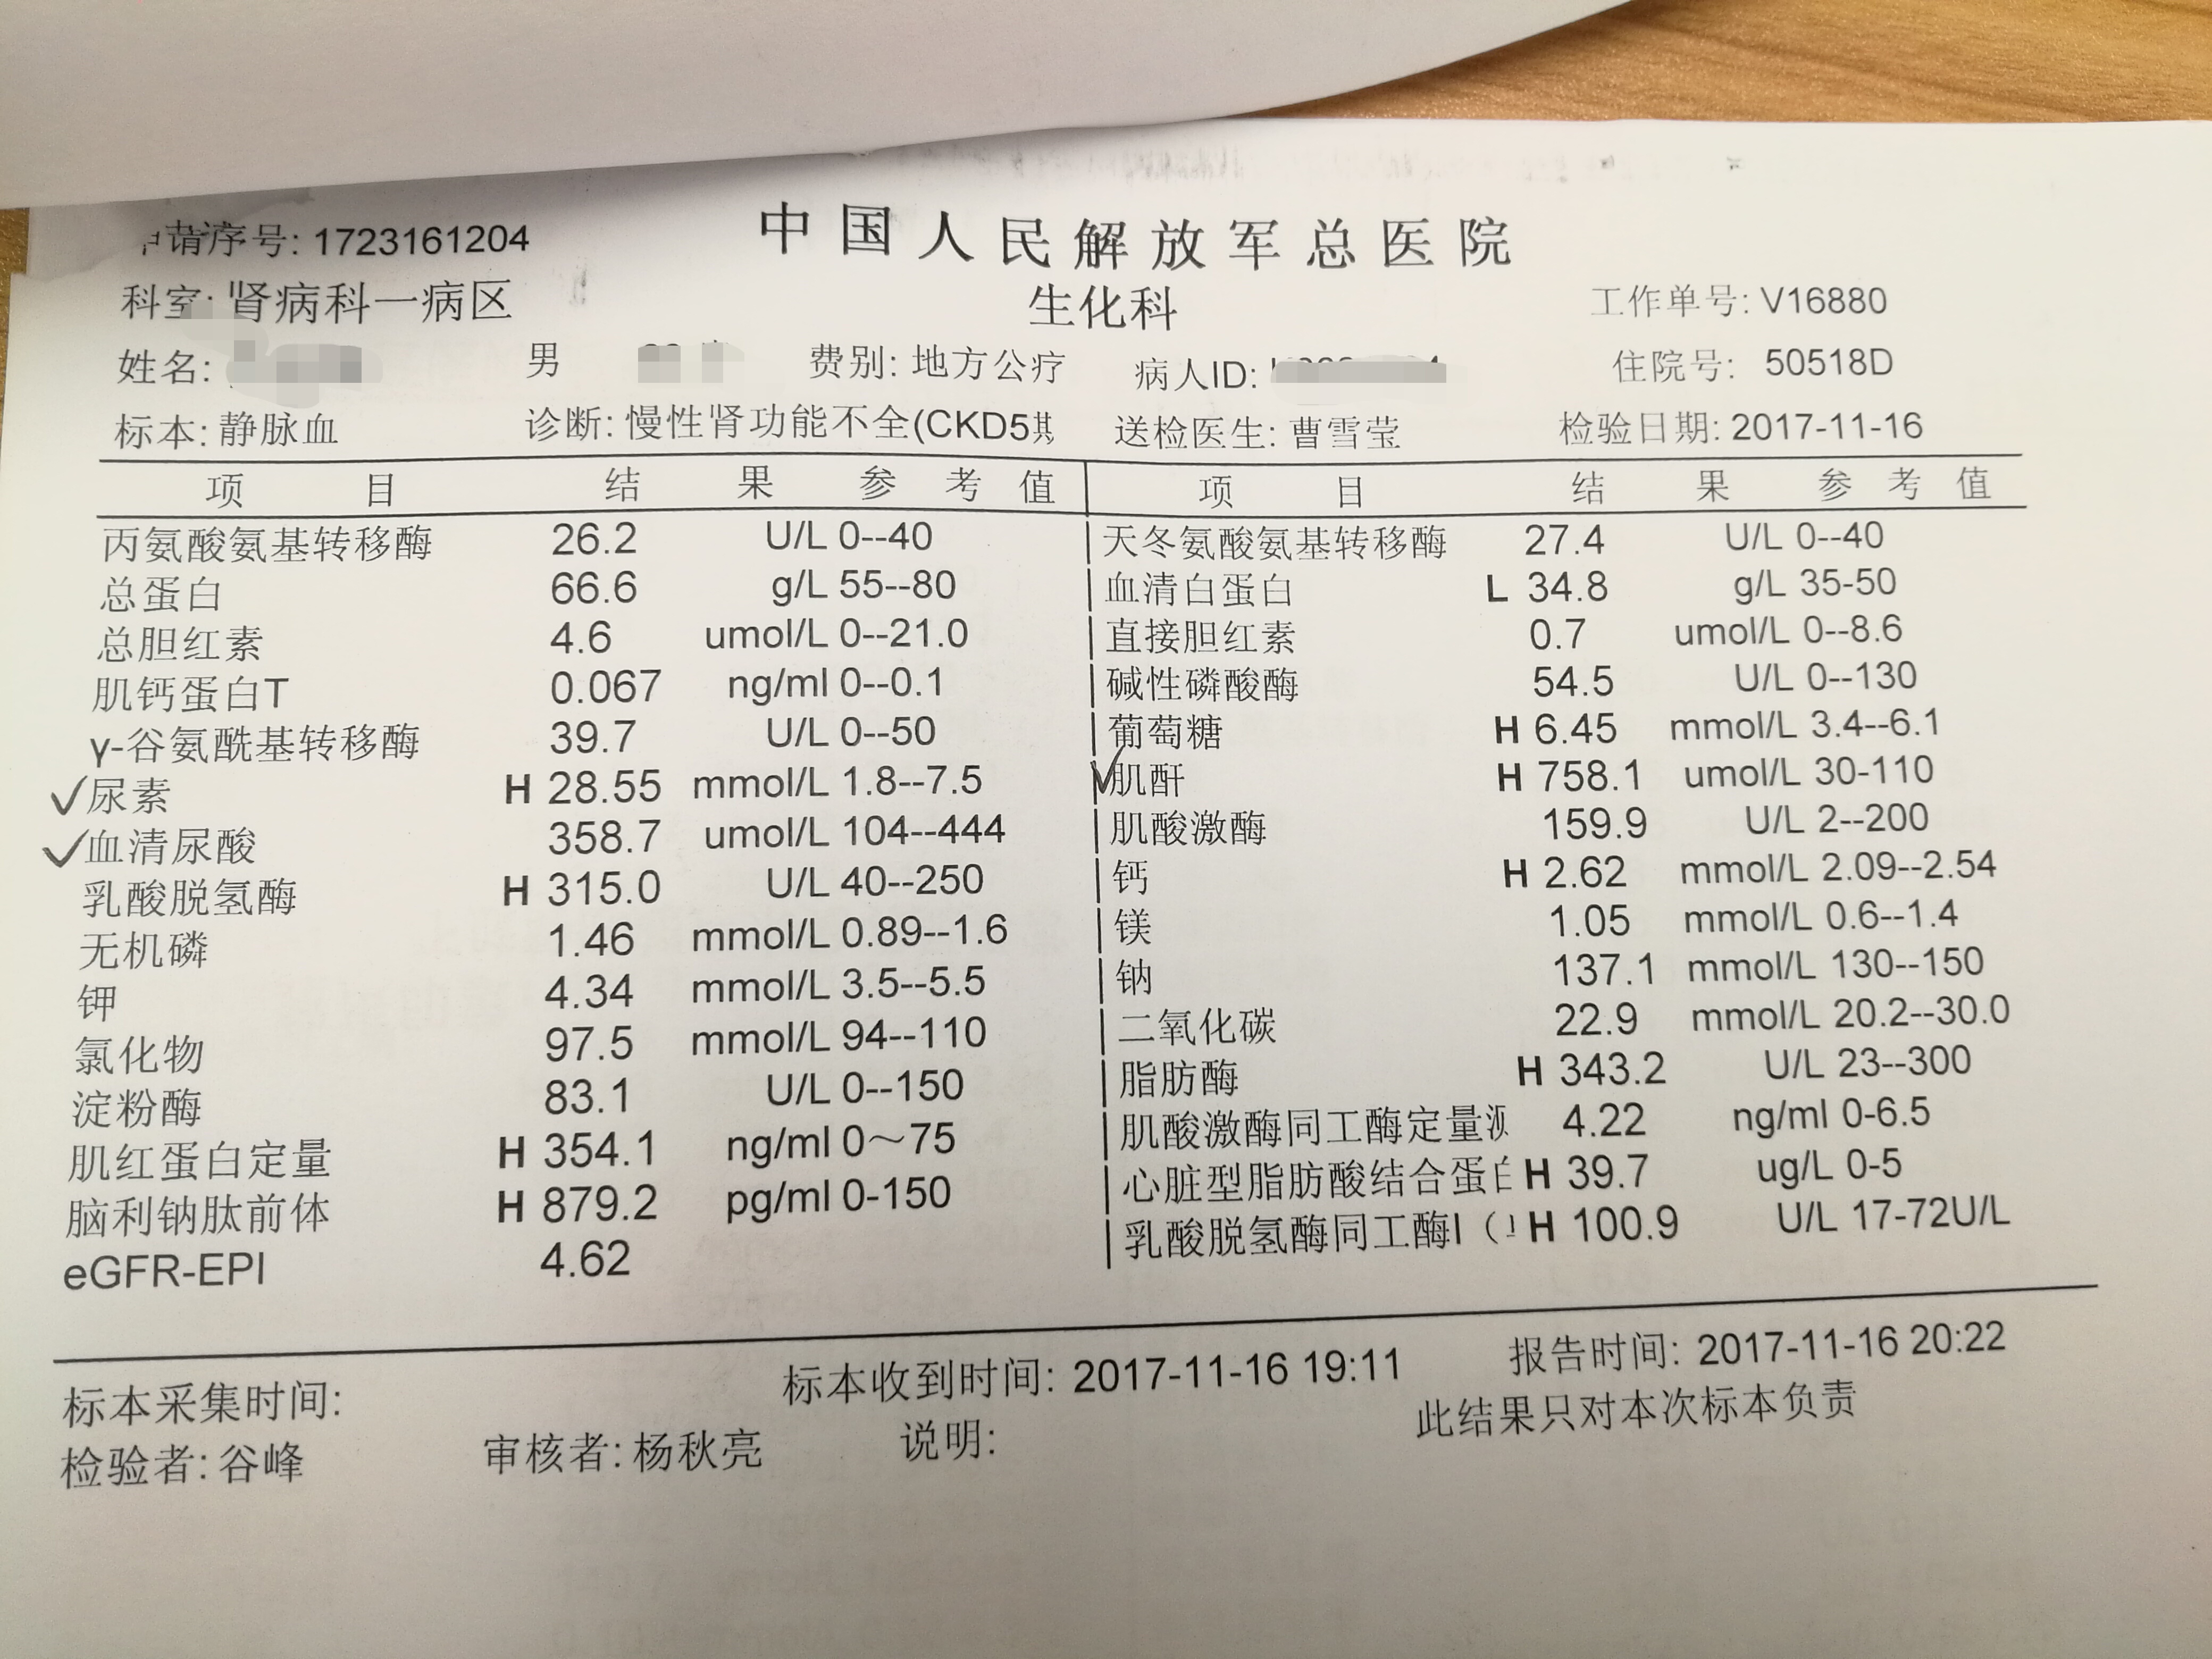 申请序号: 1723161204
中国人民解放军总医院
科室: 肾病科一病区
生化科
工作单号: V16880
姓名:
男
费别: 地方公疗
病人ID:
住院号: 50518D
标本: 静脉血
诊断: 慢性肾功能不全(CKD5期
送检医生: 曹雪莹
检验日期: 2017-11-16
项 目 结 果 参 考 值 项 目 结 果 参 考 值
丙氨酸氨基转移酶 26.2 U/L 0--40 天冬氨酸氨基转移酶 27.4 U/L 0--40
总蛋白 66.6 g/L 55--80 血清白蛋白 L 34.8 g/L 35-50
总胆红素 4.6 umol/L 0--21.0 直接胆红素 0.7 umol/L 0--8.6
肌钙蛋白T 0.067 ng/ml 0--0.1 碱性磷酸酶 54.5 U/L 0--130
γ-谷氨酰基转移酶 39.7 U/L 0--50 葡萄糖 H 6.45 mmol/L 3.4--6.1
✓尿素 H 28.55 mmol/L 1.8--7.5 ✓肌酐 H 758.1 umol/L 30-110
✓血清尿酸 358.7 umol/L 104--444 肌酸激酶 159.9 U/L 2--200
乳酸脱氢酶 H 315.0 U/L 40--250 钙 H 2.62 mmol/L 2.09--2.54
无机磷 1.46 mmol/L 0.89--1.6 镁 1.05 mmol/L 0.6--1.4
钾 4.34 mmol/L 3.5--5.5 钠 137.1 mmol/L 130--150
氯化物 97.5 mmol/L 94--110 二氧化碳 22.9 mmol/L 20.2--30.0
淀粉酶 83.1 U/L 0--150 脂肪酶 H 343.2 U/L 23--300
肌红蛋白定量 H 354.1 ng/ml 0～75 肌酸激酶同工酶定量测 4.22 ng/ml 0-6.5
脑利钠肽前体 H 879.2 pg/ml 0-150 心脏型脂肪酸结合蛋白 H 39.7 ug/L 0-5
eGFR-EPI 4.62 乳酸脱氢酶同工酶I（ H 100.9 U/L 17-72U/L
标本采集时间:
标本收到时间: 2017-11-16 19:11
报告时间: 2017-11-16 20:22
检验者: 谷峰
审核者: 杨秋亮
说明:
此结果只对本次标本负责